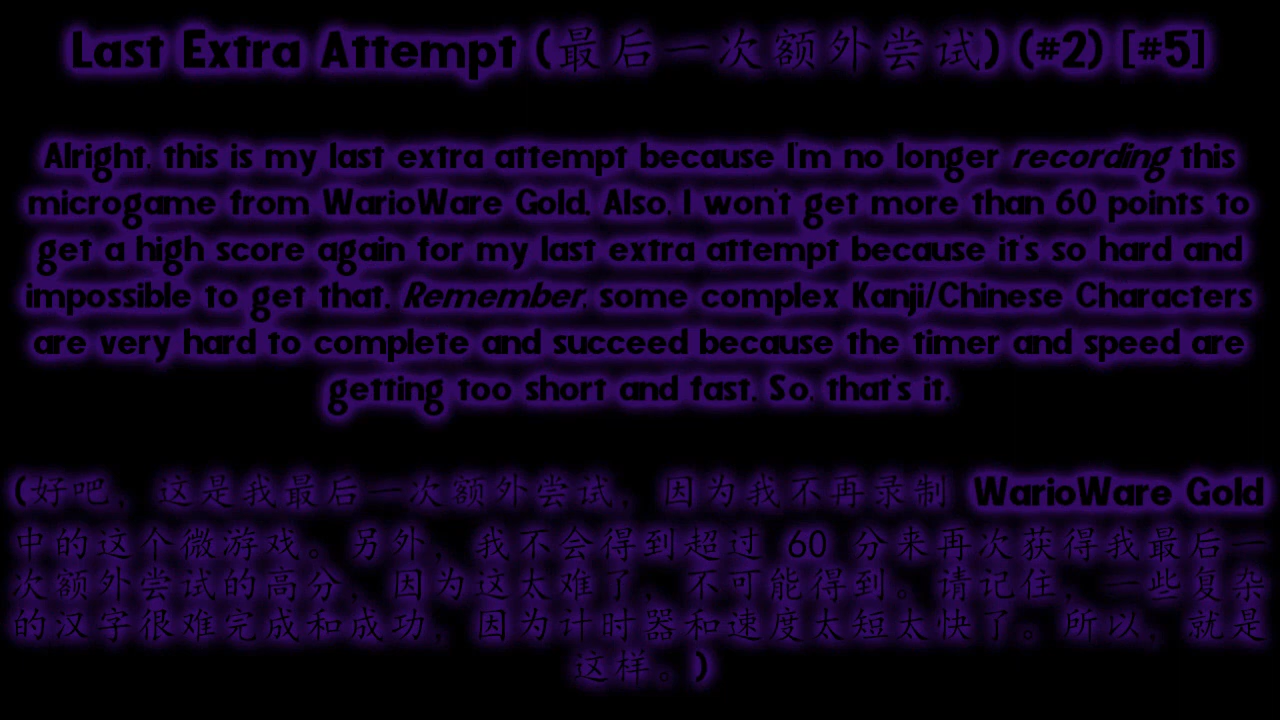 Last Extra Attempt (最后一次额外尝试) (#2) [#5]
Alright, this is my last extra attempt because I'm no longer recording this
microgame from WarioWare Gold. Also, I won't get more than 60 points to
get a high score again for my last extra attempt because it's so hard and
impossible to get that. Remember, some complex Kanji/Chinese Characters
are very hard to complete and succeed because the timer and speed are
getting too short and fast. So, that's it.
(好吧，这是我最后一次额外尝试，因为我不再录制 WarioWare Gold
中的这个微游戏。另外，我不会得到超过 60 分来再次获得我最后一
次额外尝试的高分，因为这太难了，不可能得到。请记住，一些复杂
的汉字很难完成和成功，因为计时器和速度太短太快了。所以，就是
这样。)